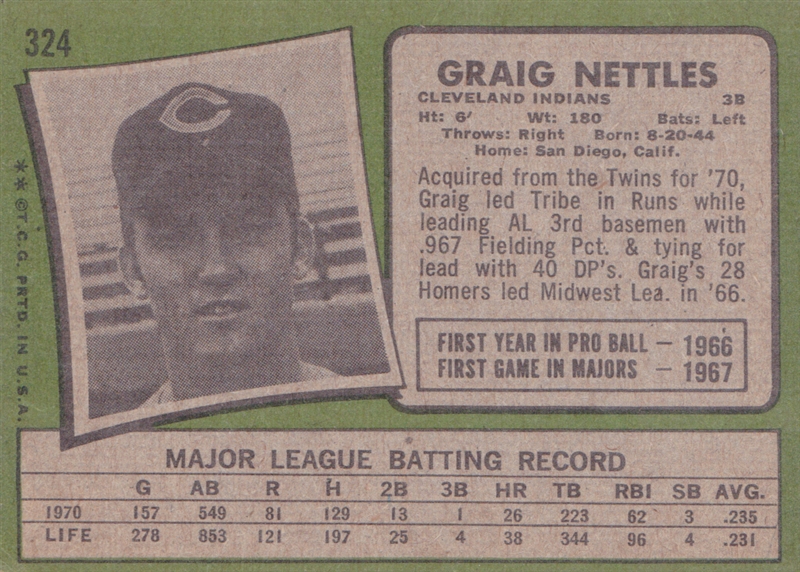 324
GRAIG NETTLES
CLEVELAND INDIANS 3B
Ht: 6' Wt: 180 Bats: Left
Throws: Right Born: 8-20-44
Home: San Diego, Calif.
Acquired from the Twins for '70,
Graig led Tribe in Runs while
leading AL 3rd basemen with
.967 Fielding Pct. & tying for
lead with 40 DP's. Graig's 28
Homers led Midwest Lea. in '66.
FIRST YEAR IN PRO BALL — 1966
FIRST GAME IN MAJORS — 1967
** ©T.C.G. PRTD. IN U.S.A.
C
MAJOR LEAGUE BATTING RECORD
G AB R H 2B 3B HR TB RBI SB AVG.
1970 157 549 81 129 13 1 26 223 62 3 .235
LIFE 278 853 121 197 25 4 38 344 96 4 .231